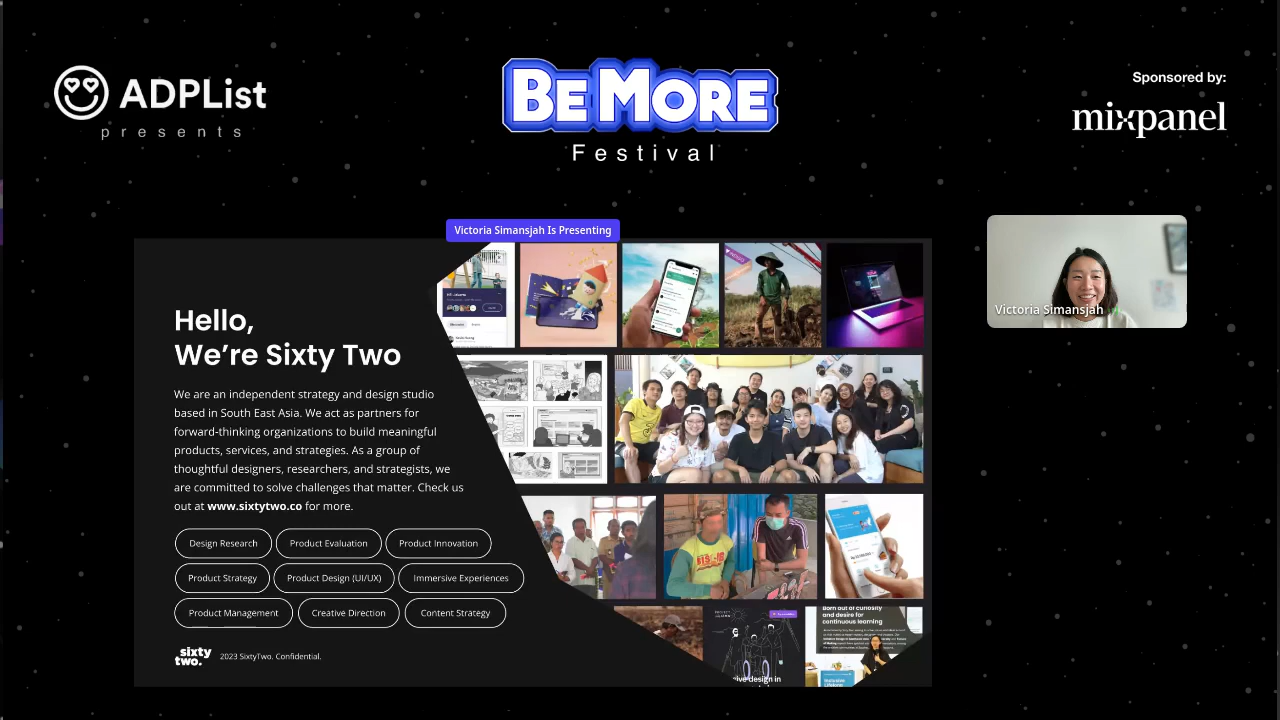 ADPList
presents
BE MORE
Festival
Sponsored by:
mixpanel
Victoria Simansjah Is Presenting
Victoria Simansjah
Hello,
We're Sixty Two
We are an independent strategy and design studio
based in South East Asia. We act as partners for
forward-thinking organizations to build meaningful
products, services, and strategies. As a group of
thoughtful designers, researchers, and strategists, we
are committed to solve challenges that matter. Check us
out at www.sixtytwo.co for more.
Design Research
Product Evaluation
Product Innovation
Product Strategy
Product Design (UI/UX)
Immersive Experiences
Product Management
Creative Direction
Content Strategy
sixty
two.
2023 SixtyTwo. Confidential.
Born out of curiosity
and desire for
continuous learning
ive design in
Inclusive